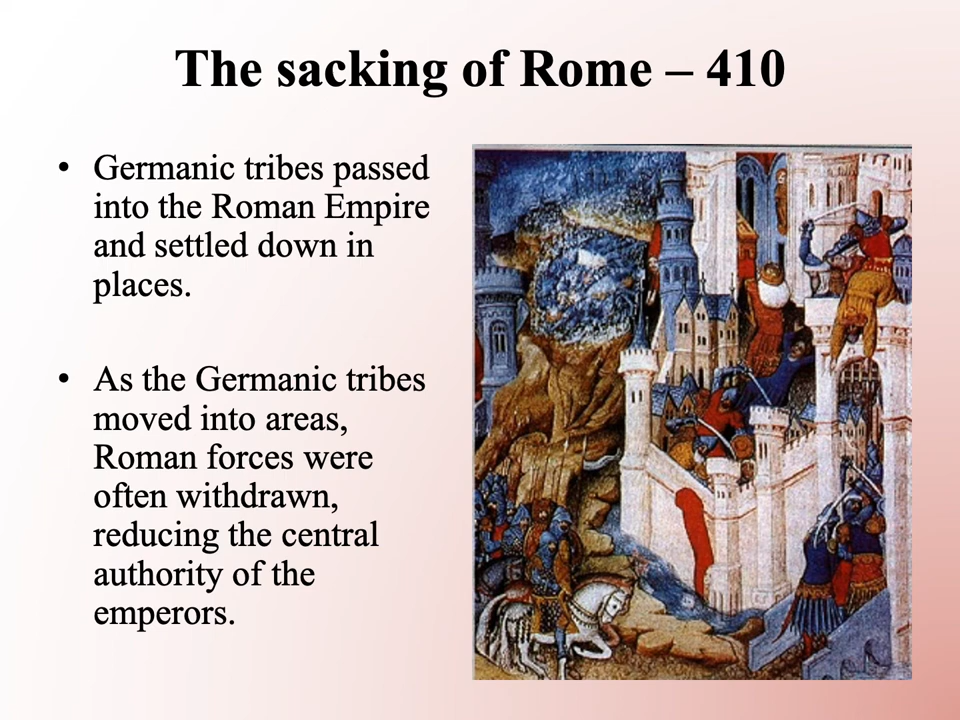 The sacking of Rome – 410
• Germanic tribes passed
into the Roman Empire
and settled down in
places.
• As the Germanic tribes
moved into areas,
Roman forces were
often withdrawn,
reducing the central
authority of the
emperors.